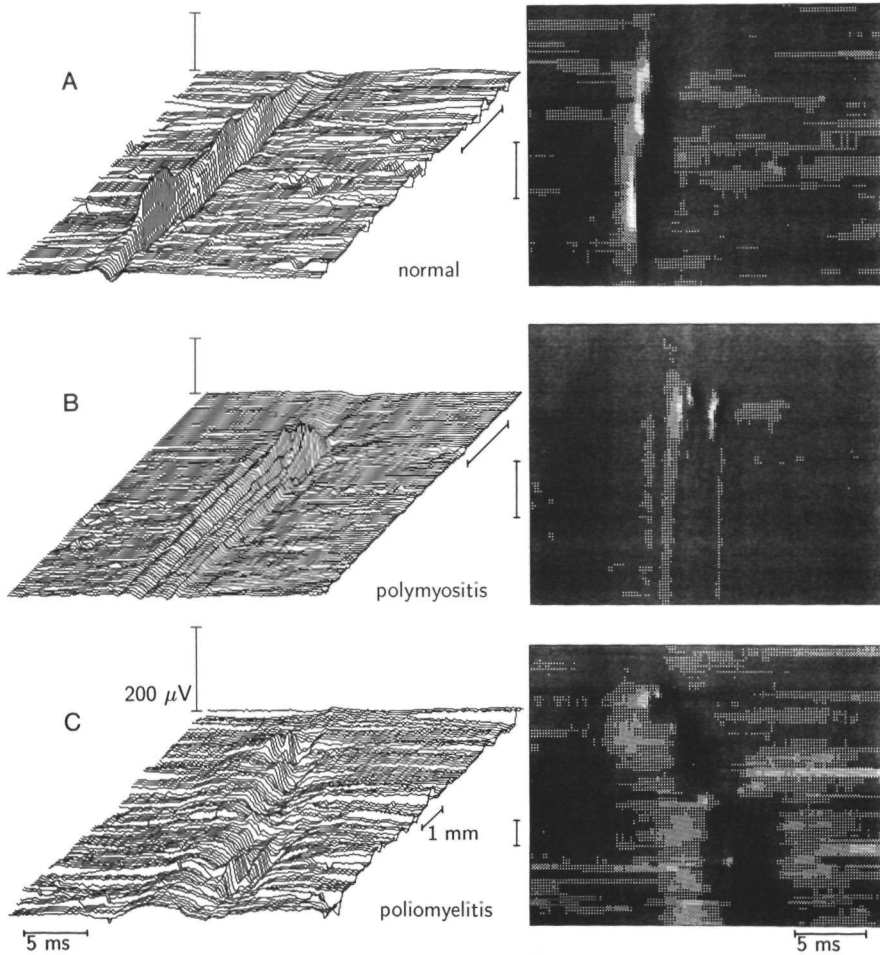 A
normal
B
polymyositis
200 μV
C
1 mm
poliomyelitis
5 ms
5 ms